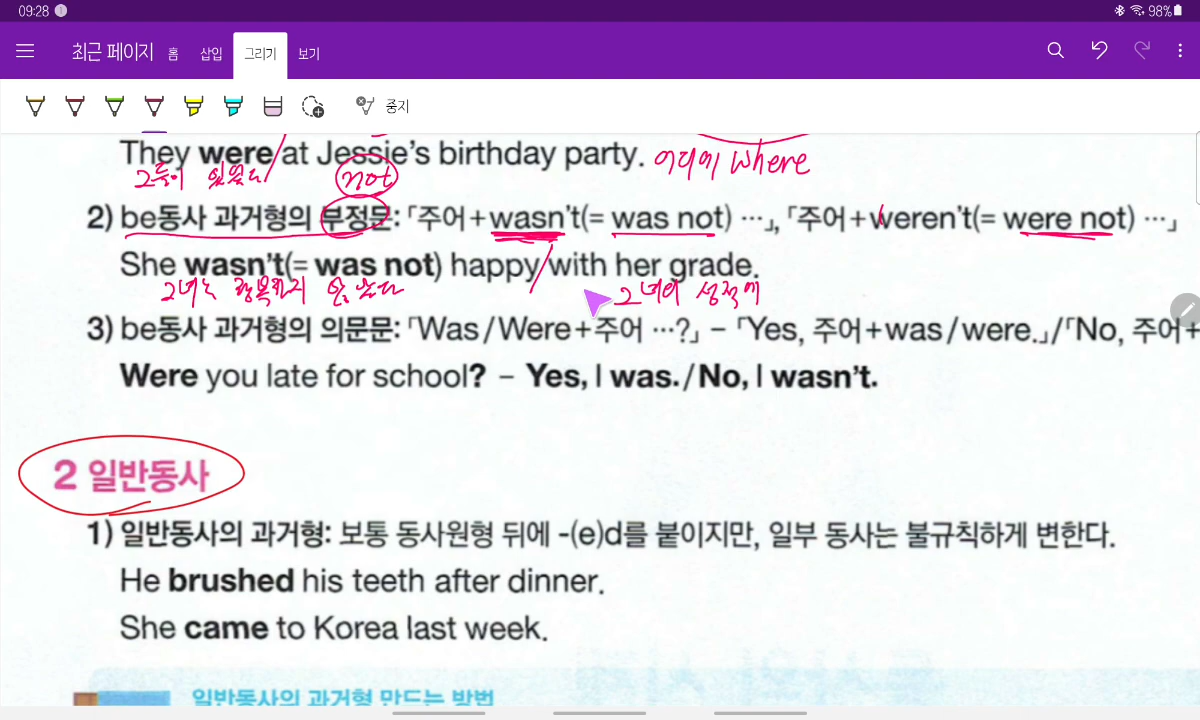 09:28 98%
최근 페이지 홈 삽입 그리기 보기
중지
They were/at Jessie's birthday party. 어디에 where
그들이 있었다
not
2) be동사 과거형의 부정문: 「주어+wasn't(= was not) …」, 「주어+weren't(= were not) …」
She wasn't(= was not) happy/with her grade.
그녀는 행복하지 않았다 그녀의 성적에
3) be동사 과거형의 의문문: 「Was/Were+주어 …?」 – 「Yes, 주어+was/were.」/「No, 주어+
Were you late for school? – Yes, I was./No, I wasn't.
2 일반동사
1) 일반동사의 과거형: 보통 동사원형 뒤에 -(e)d를 붙이지만, 일부 동사는 불규칙하게 변한다.
He brushed his teeth after dinner.
She came to Korea last week.
일반동사의 과거형 만드는 방법